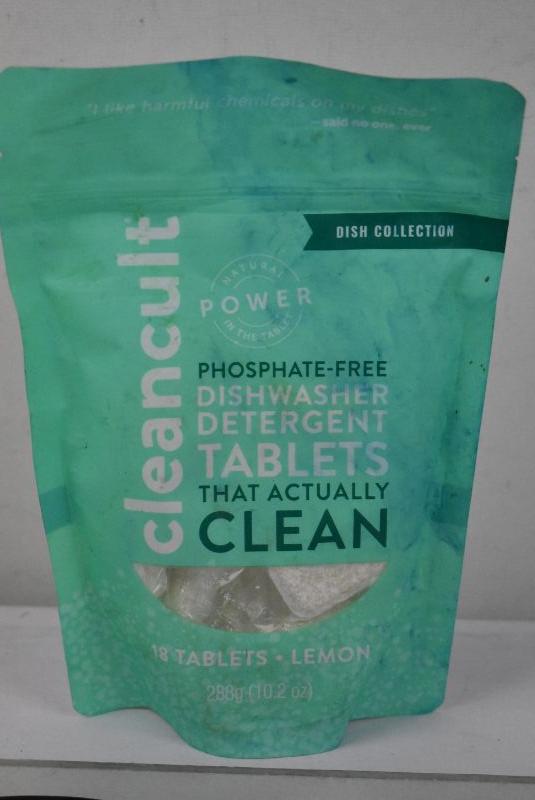 "I like harmful chemicals on my dishes"
—said no one, ever
DISH COLLECTION
cleancult
NATURAL
POWER
IN THE TABLET
PHOSPHATE-FREE
DISHWASHER
DETERGENT
TABLETS
THAT ACTUALLY
CLEAN
18 TABLETS • LEMON
288g (10.2 oz)